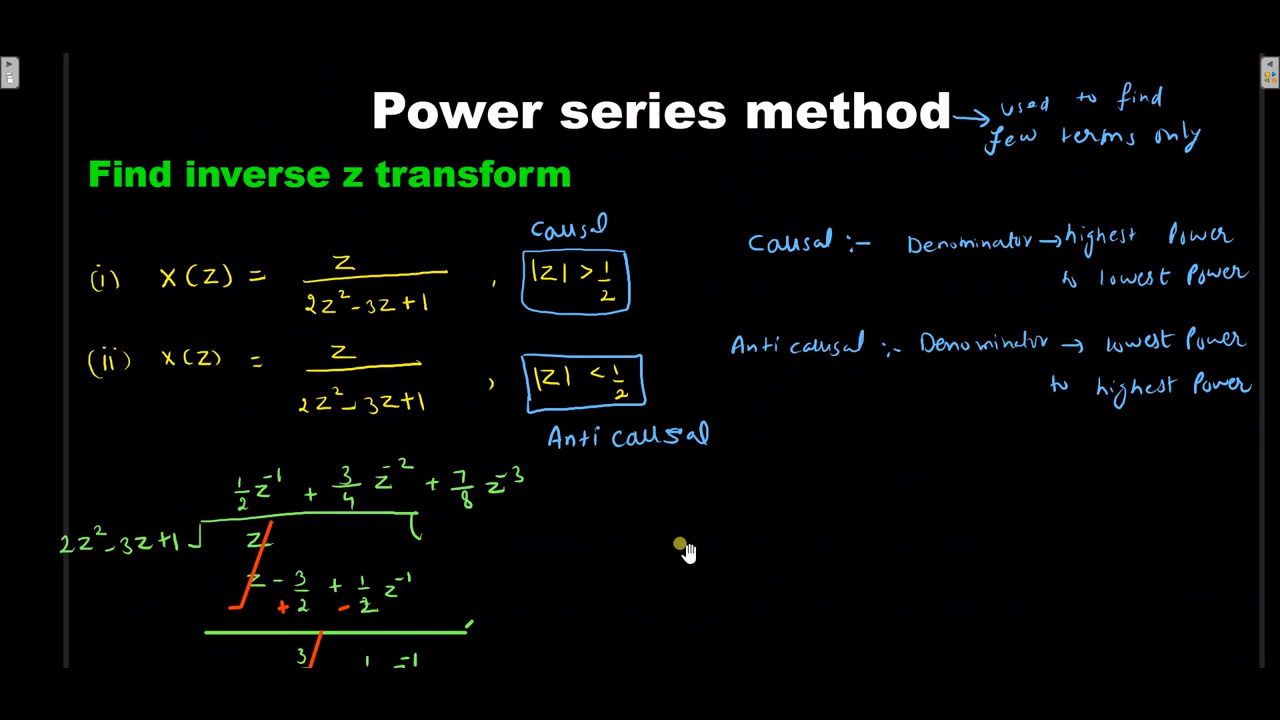 Power series method → used to find
few terms only
Find inverse z transform
Causal
(i) X(Z) = Z / 2Z² - 3Z + 1 , |Z| > 1/2
(ii) X(Z) = Z / 2Z² - 3Z + 1 , |Z| < 1/2
Anti causal
Causal :- Denominator → highest Power
to lowest Power
Anti causal :- Denominator → lowest Power
to highest Power
1/2 z⁻¹ + 3/4 z⁻² + 7/8 z⁻³
2z² - 3z + 1 √ z
z - 3/2 + 1/2 z⁻¹
+ -
3 1 z⁻¹